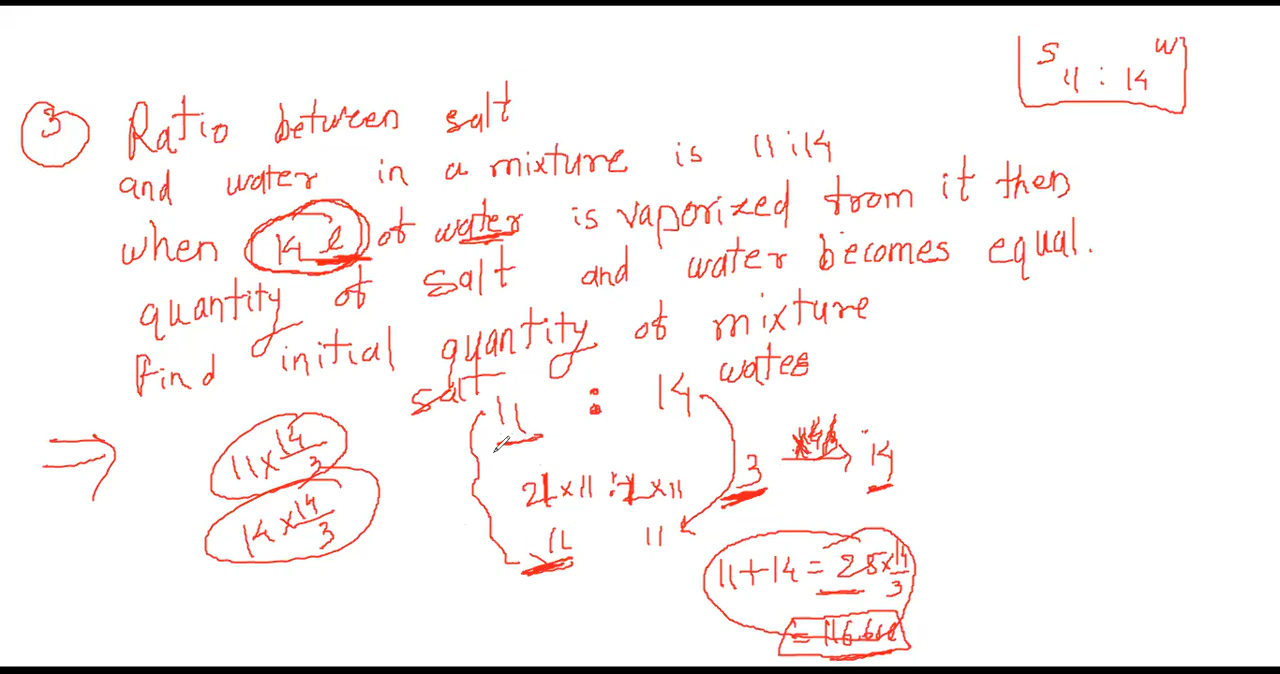 S W
11 : 14
3
Ratio between salt
and water in a mixture is 11:14
when 14 l of water is vaporized from it then
quantity of salt and water becomes equal.
Find initial quantity of mixture
salt water
11 : 14
11 × 14/3
14 × 14/3
3 → 14
×11 : ×11
11 11
11+14 = 25×14/3